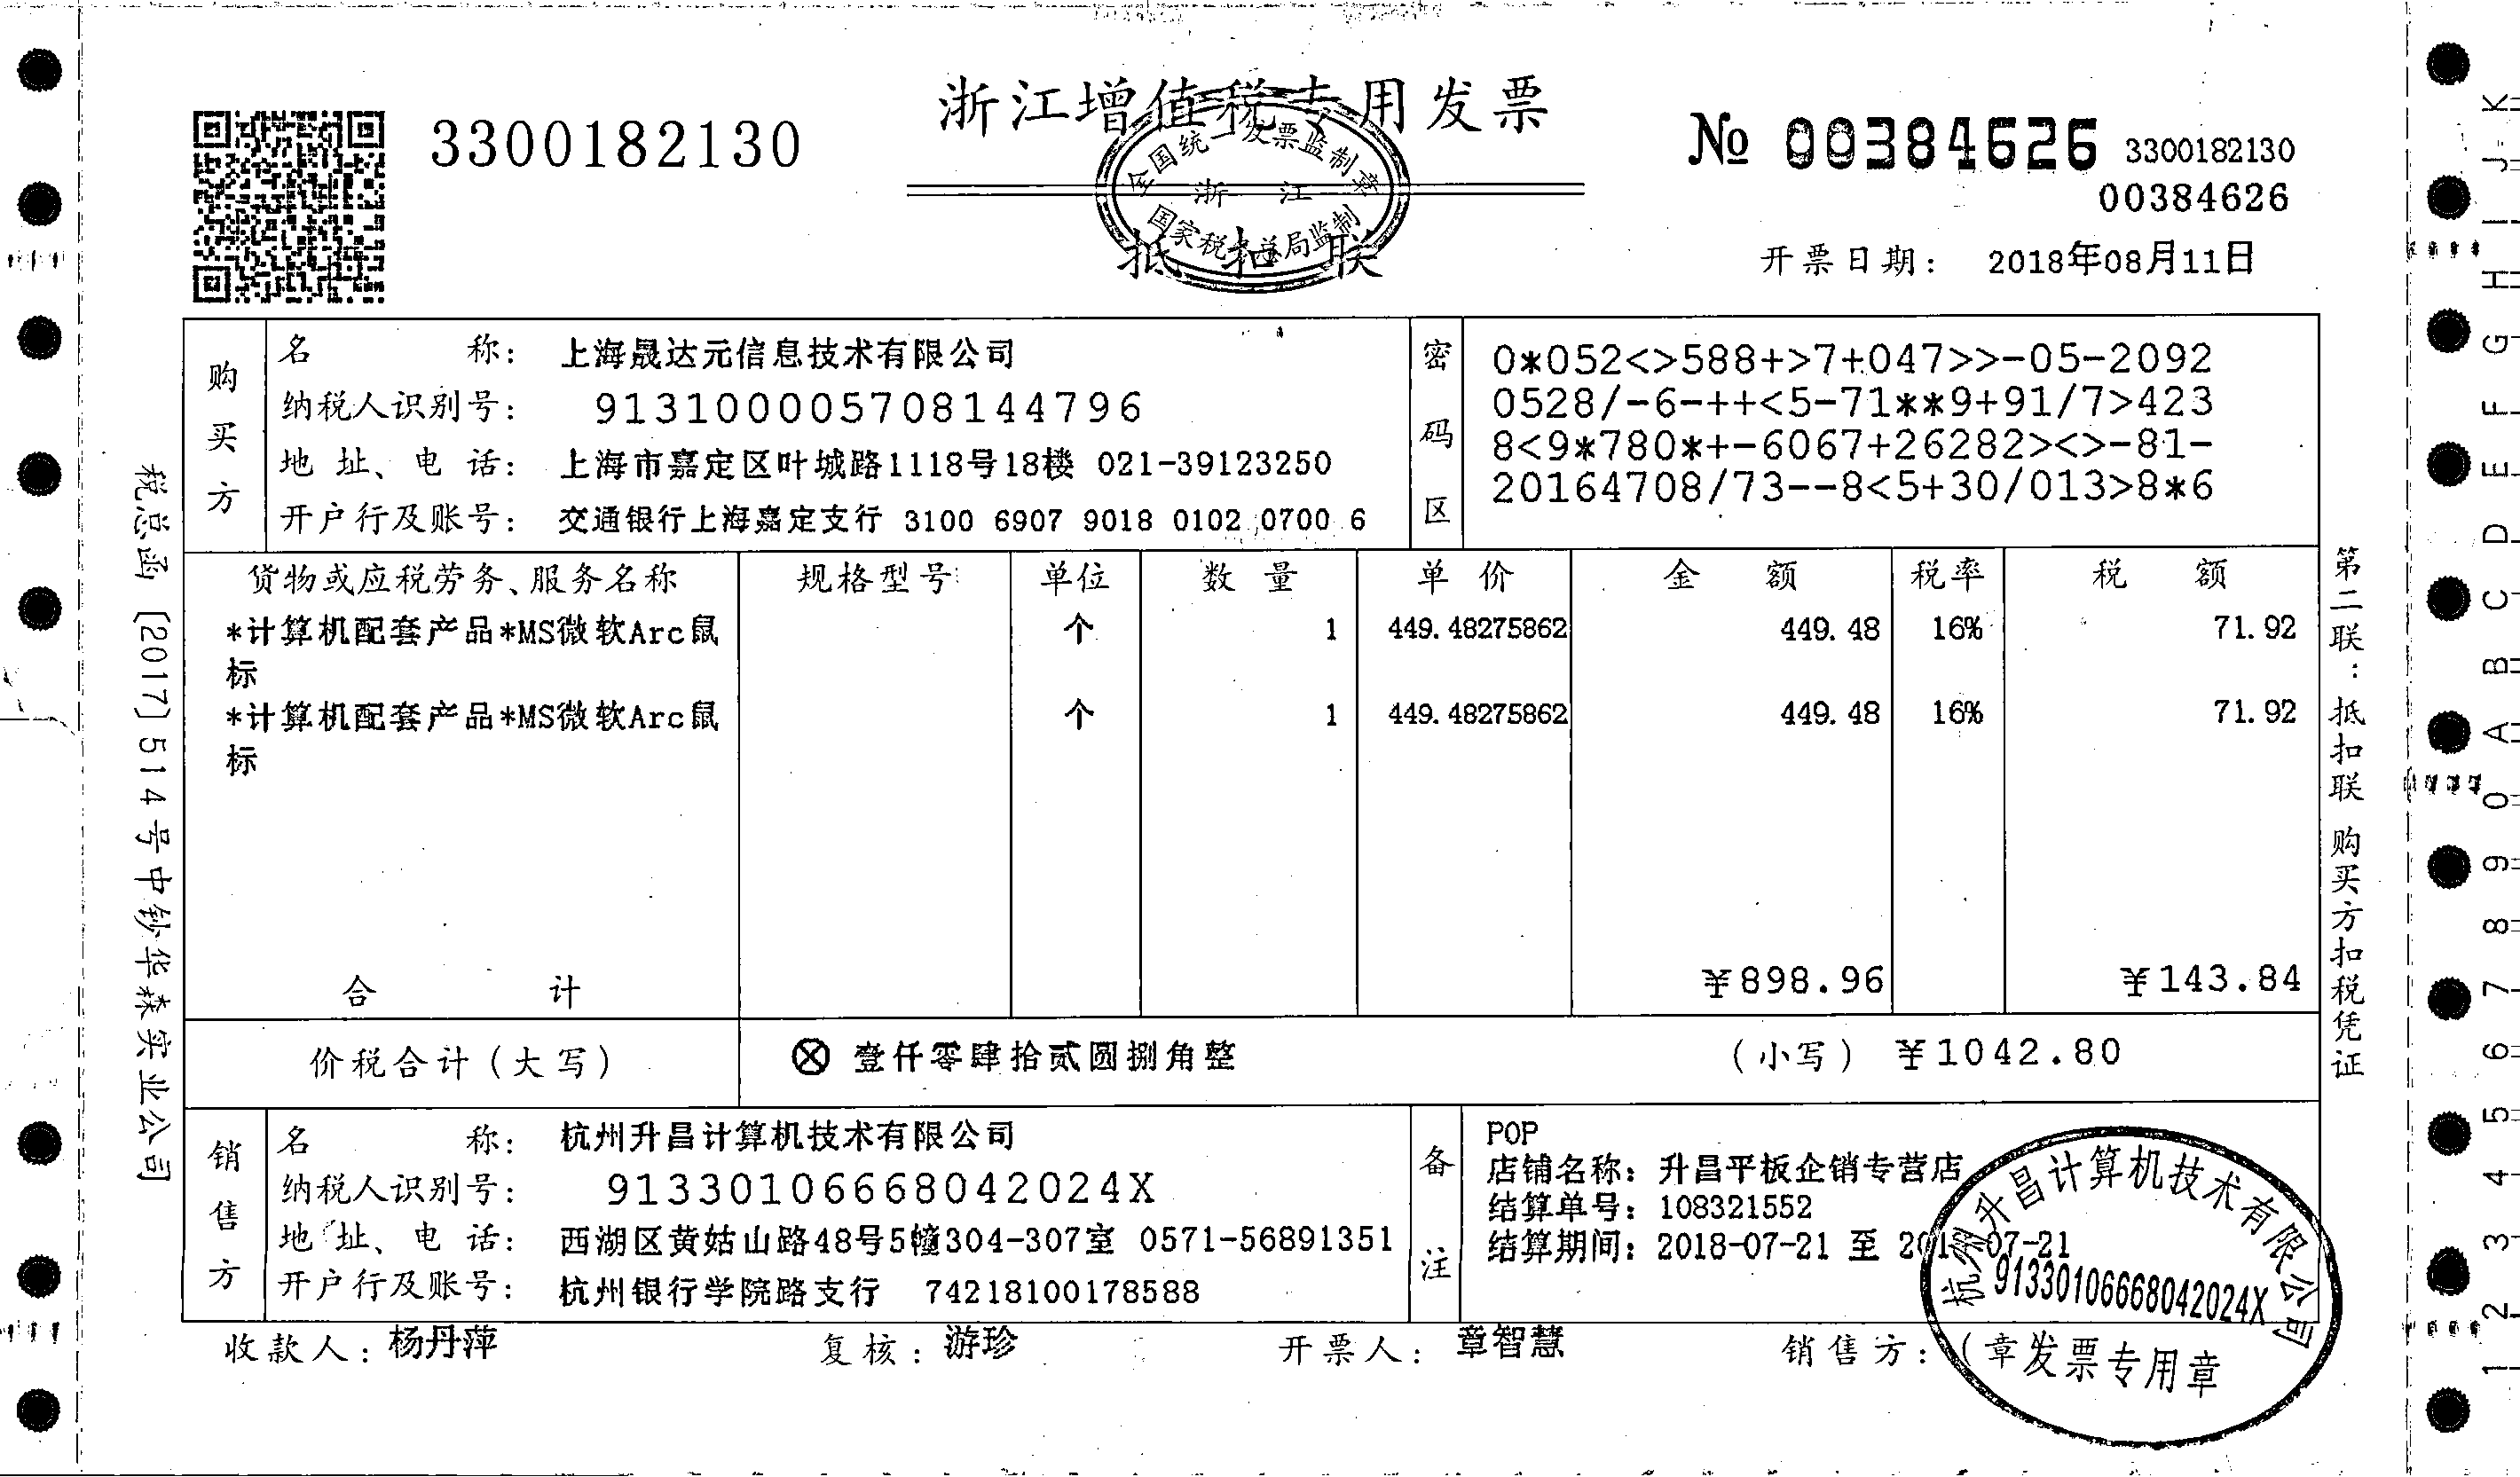 浙江增值税专用发票
3300182130
№ 00384626 3300182130
00384626
全国统一发票监制章
浙 江
国家税务总局监制
抵 扣 联
开票日期: 2018年08月11日
购买方
名 称: 上海晟达元信息技术有限公司
纳税人识别号: 913100005708144796
地 址、电 话: 上海市嘉定区叶城路1118号18楼 021-39123250
开户行及账号: 交通银行上海嘉定支行 3100 6907 9018 0102 0700 6
密码区
0*052<>588+>7+047>>-05-2092
0528/-6-++<5-71**9+91/7>423
8<9*780*+-6067+26282><>-81-
20164708/73--8<5+30/013>8*6
货物或应税劳务、服务名称 规格型号 单位 数 量 单 价 金 额 税率 税 额
*计算机配套产品*MS微软Arc鼠 个 1 449.48275862 449.48 16% 71.92
标
*计算机配套产品*MS微软Arc鼠 个 1 449.48275862 449.48 16% 71.92
标
合 计 ¥898.96 ¥143.84
价税合计(大写) ⊗ 壹仟零肆拾贰圆捌角整 (小写) ¥1042.80
销售方
名 称: 杭州升昌计算机技术有限公司
纳税人识别号: 91330106668042024X
地 址、电 话: 西湖区黄姑山路48号5幢304-307室 0571-56891351
开户行及账号: 杭州银行学院路支行 74218100178588
备注
POP
店铺名称: 升昌平板企销专营店
结算单号: 108321552
结算期间: 2018-07-21 至 2018-07-21
杭州升昌计算机技术有限公司
91330106668042024X
发票专用章
收款人: 杨丹萍 复核: 游珍 开票人: 章智慧 销售方: (章
税总函 [2017] 514号中钞华森实业公司
第二联: 抵扣联 购买方扣税凭证
1 2 3 4 5 6 7 8 9 0 A B C D E F G H I J K